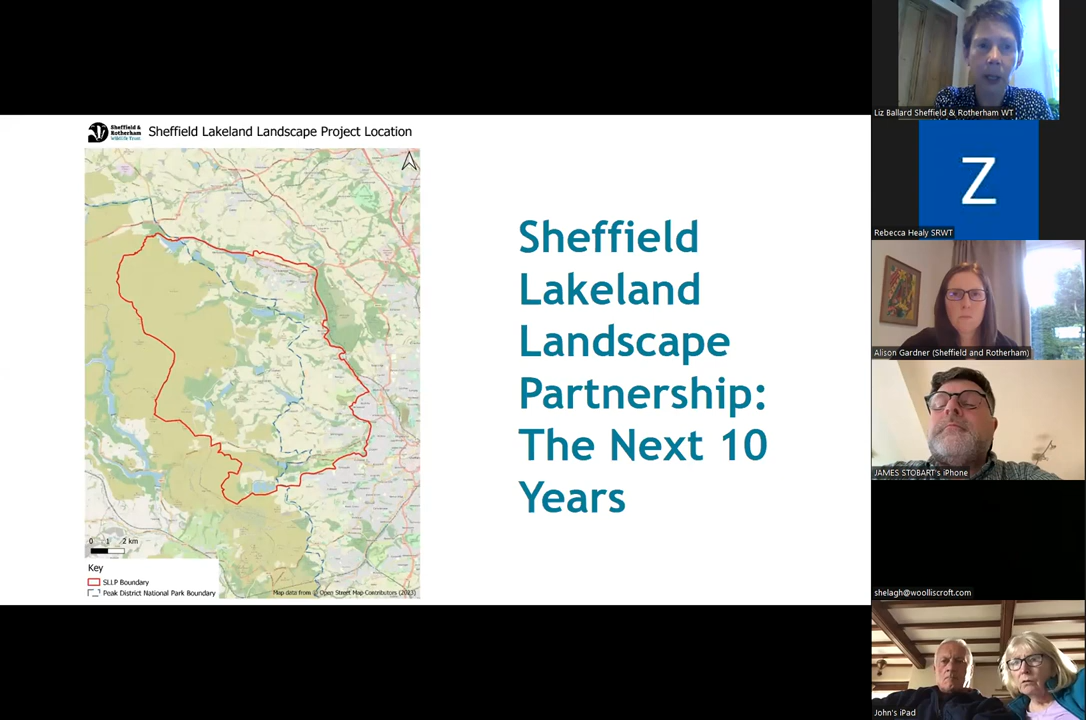 Sheffield &
Rotherham
Wildlife Trust
Sheffield Lakeland Landscape Project Location
0 1 2 km
Key
SLLP Boundary
Peak District National Park Boundary
Map data from © Open Street Map Contributors (2023)
Sheffield
Lakeland
Landscape
Partnership:
The Next 10
Years
Liz Ballard Sheffield & Rotherham WT
Z
Rebecca Healy SRWT
Alison Gardner (Sheffield and Rotherham)
JAMES STOBART's iPhone
shelagh@woolliscroft.com
John's iPad